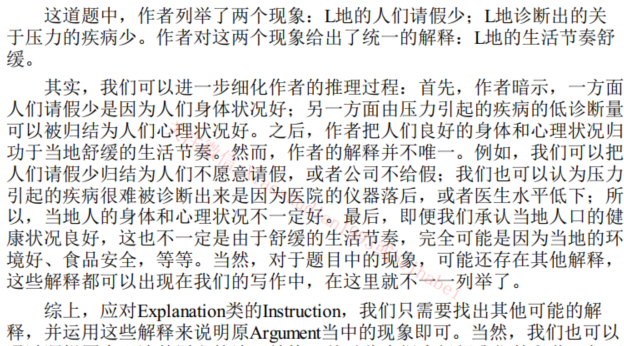 这道题中，作者列举了两个现象：L地的人们请假少；L地诊断出的关
于压力的疾病少。作者对这两个现象给出了统一的解释：L地的生活节奏舒
缓。
其实，我们可以进一步细化作者的推理过程：首先，作者暗示，一方面
人们请假少是因为人们身体状况好；另一方面由压力引起的疾病的低诊断量
可以被归结为人们心理状况好。之后，作者把人们良好的身体和心理状况归
功于当地舒缓的生活节奏。然而，作者的解释并不唯一。例如，我们可以把
人们请假少归结为人们不愿意请假，或者公司不给假；我们也可以认为压力
引起的疾病很难被诊断出来是因为医院的仪器落后，或者医生水平低下；所
以，当地人的身体和心理状况不一定好。最后，即便我们承认当地人口的健
康状况良好，这也不一定是由于舒缓的生活节奏，完全可能是因为当地的环
境好、食品安全，等等。当然，对于题目中的现象，可能还存在其他解释，
这些解释都可以出现在我们的写作中，在这里就不一一列举了。
综上，应对Explanation类的Instruction，我们只需要找出其他可能的解
释，并运用这些解释来说明原Argument当中的现象即可。当然，我们也可以